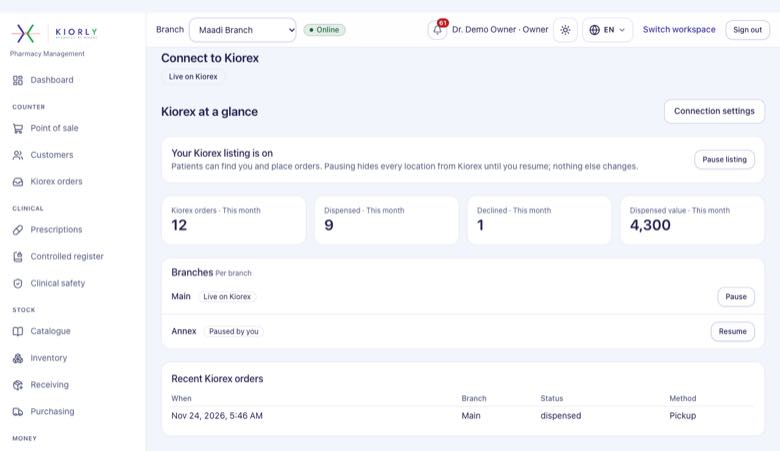 KIORLY
Pharmacy Management
Dashboard
COUNTER
Point of sale
Customers
Kiorex orders
CLINICAL
Prescriptions
Controlled register
Clinical safety
STOCK
Catalogue
Inventory
Receiving
Purchasing
MONEY
Branch Maadi Branch Online 61 Dr. Demo Owner · Owner EN Switch workspace Sign out
Connect to Kiorex
Live on Kiorex
Kiorex at a glance Connection settings
Your Kiorex listing is on
Patients can find you and place orders. Pausing hides every location from Kiorex until you resume; nothing else changes. Pause listing
Kiorex orders · This month Dispensed · This month Declined · This month Dispensed value · This month
12 9 1 4,300
Branches Per branch
Main Live on Kiorex Pause
Annex Paused by you Resume
Recent Kiorex orders
When Branch Status Method
Nov 24, 2026, 5:46 AM Main dispensed Pickup